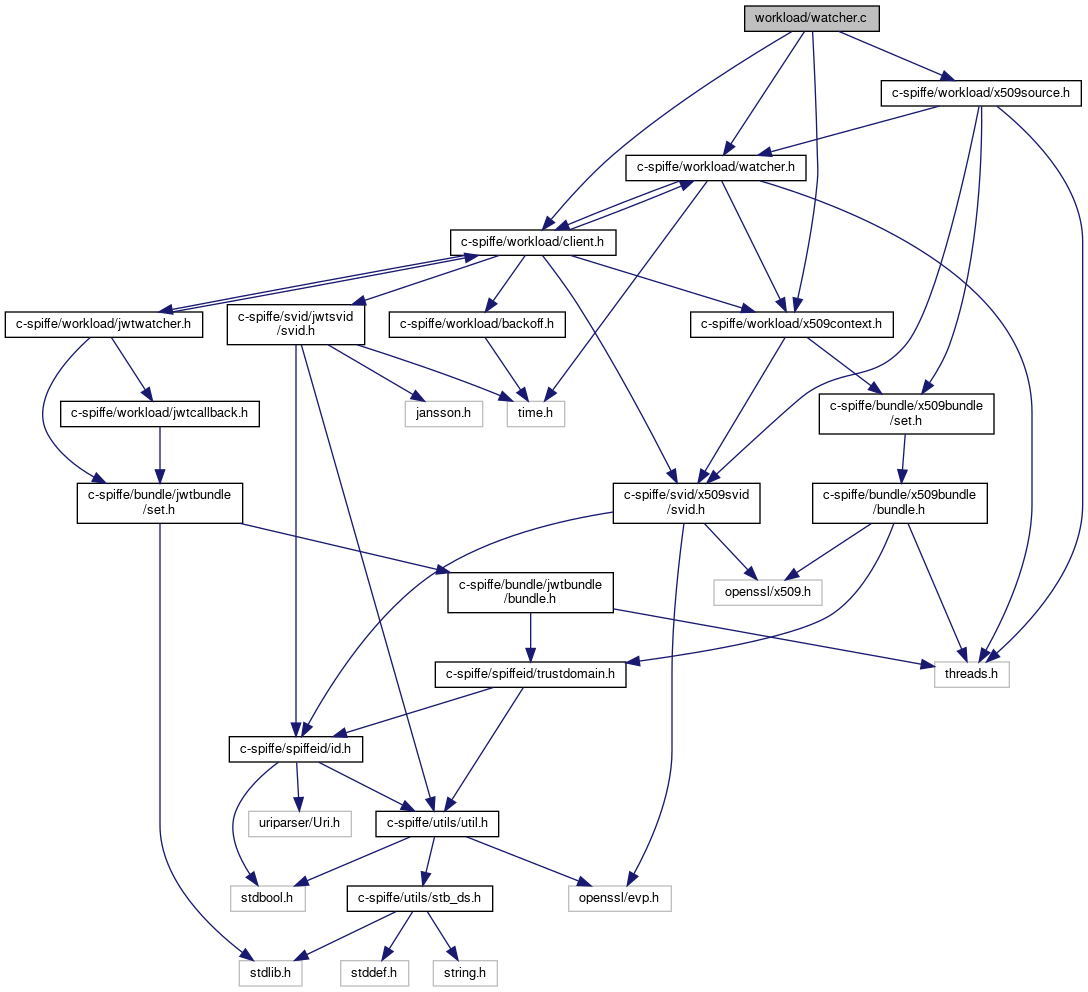 workload/watcher.c
c-spiffe/workload/x509source.h
c-spiffe/workload/watcher.h
c-spiffe/workload/client.h
c-spiffe/workload/jwtwatcher.h
c-spiffe/svid/jwtsvid
/svid.h
c-spiffe/workload/backoff.h
c-spiffe/workload/x509context.h
c-spiffe/workload/jwtcallback.h
jansson.h
time.h
c-spiffe/bundle/x509bundle
/set.h
c-spiffe/bundle/jwtbundle
/set.h
c-spiffe/svid/x509svid
/svid.h
c-spiffe/bundle/x509bundle
/bundle.h
c-spiffe/bundle/jwtbundle
/bundle.h
openssl/x509.h
c-spiffe/spiffeid/trustdomain.h
threads.h
c-spiffe/spiffeid/id.h
uriparser/Uri.h
c-spiffe/utils/util.h
stdbool.h
c-spiffe/utils/stb_ds.h
openssl/evp.h
stdlib.h
stddef.h
string.h